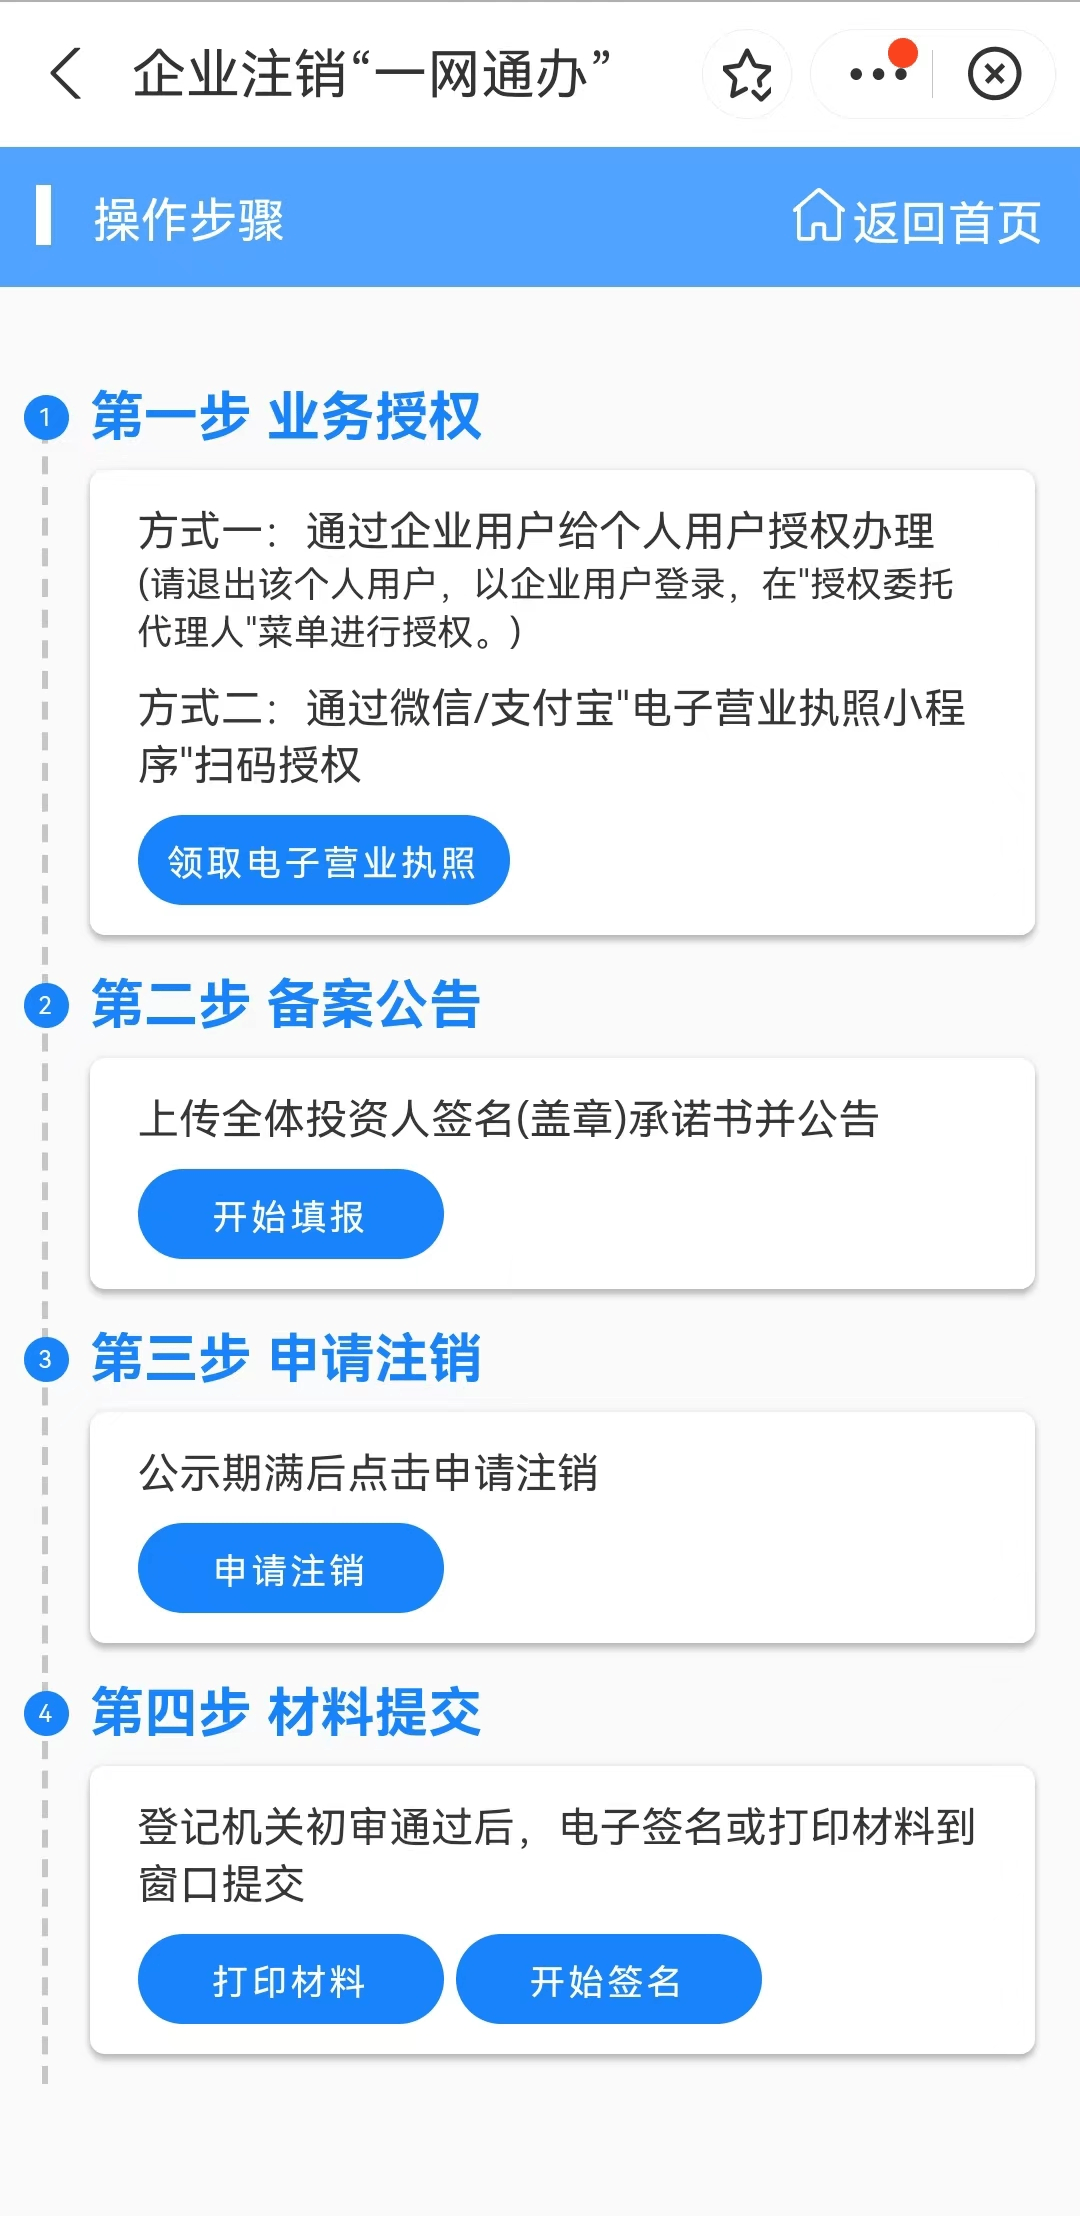 企业注销“一网通办”
操作步骤
返回首页
1 第一步 业务授权
方式一：通过企业用户给个人用户授权办理
(请退出该个人用户，以企业用户登录，在"授权委托
代理人"菜单进行授权。)
方式二：通过微信/支付宝"电子营业执照小程
序"扫码授权
领取电子营业执照
2 第二步 备案公告
上传全体投资人签名(盖章)承诺书并公告
开始填报
3 第三步 申请注销
公示期满后点击申请注销
申请注销
4 第四步 材料提交
登记机关初审通过后，电子签名或打印材料到
窗口提交
打印材料
开始签名